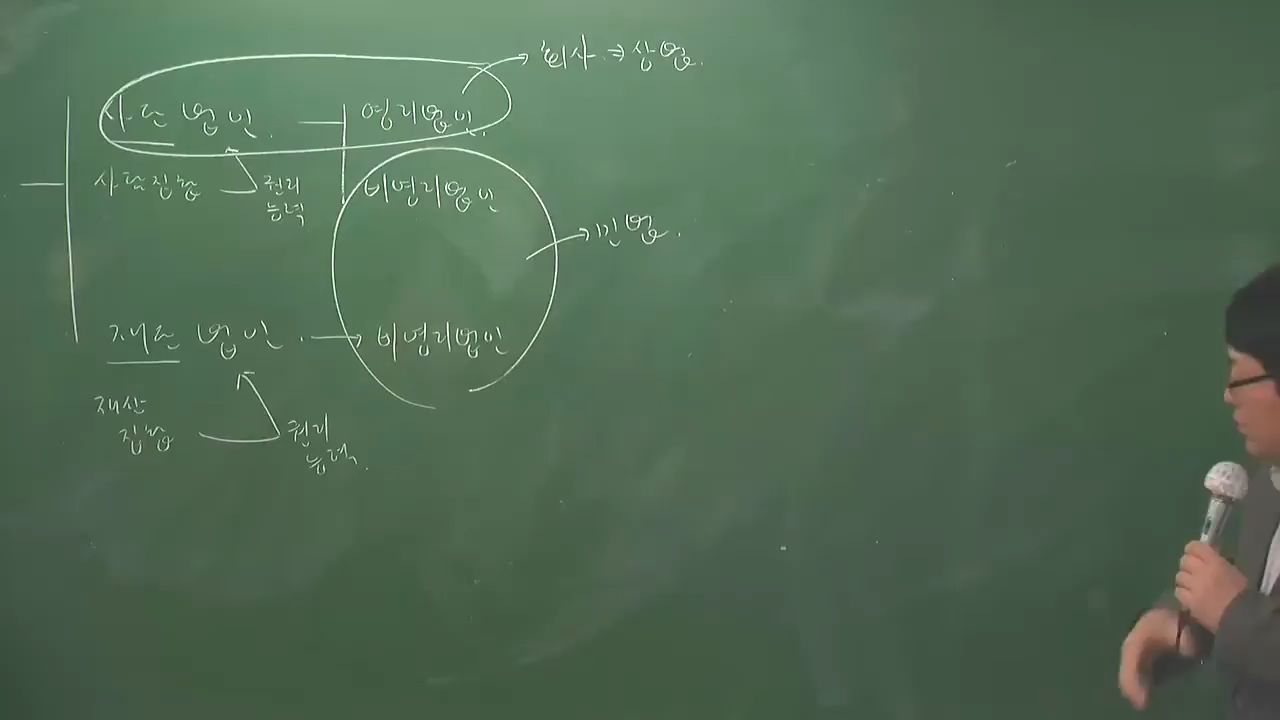 회사 ⇒ 상법.
사단 법인. — 영리법인.
사람집합 권리
능력
비영리법인
→ 민법.
재단 법인. → 비영리법인
재산
집합
권리
능력.